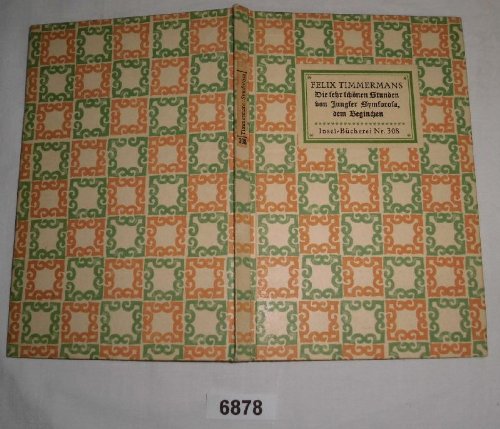 FELIX TIMMERMANS
Die sehr schönen Stunden
von Jungfer Symforosa,
dem Beginchen
Insel-Bücherei Nr. 308
6878